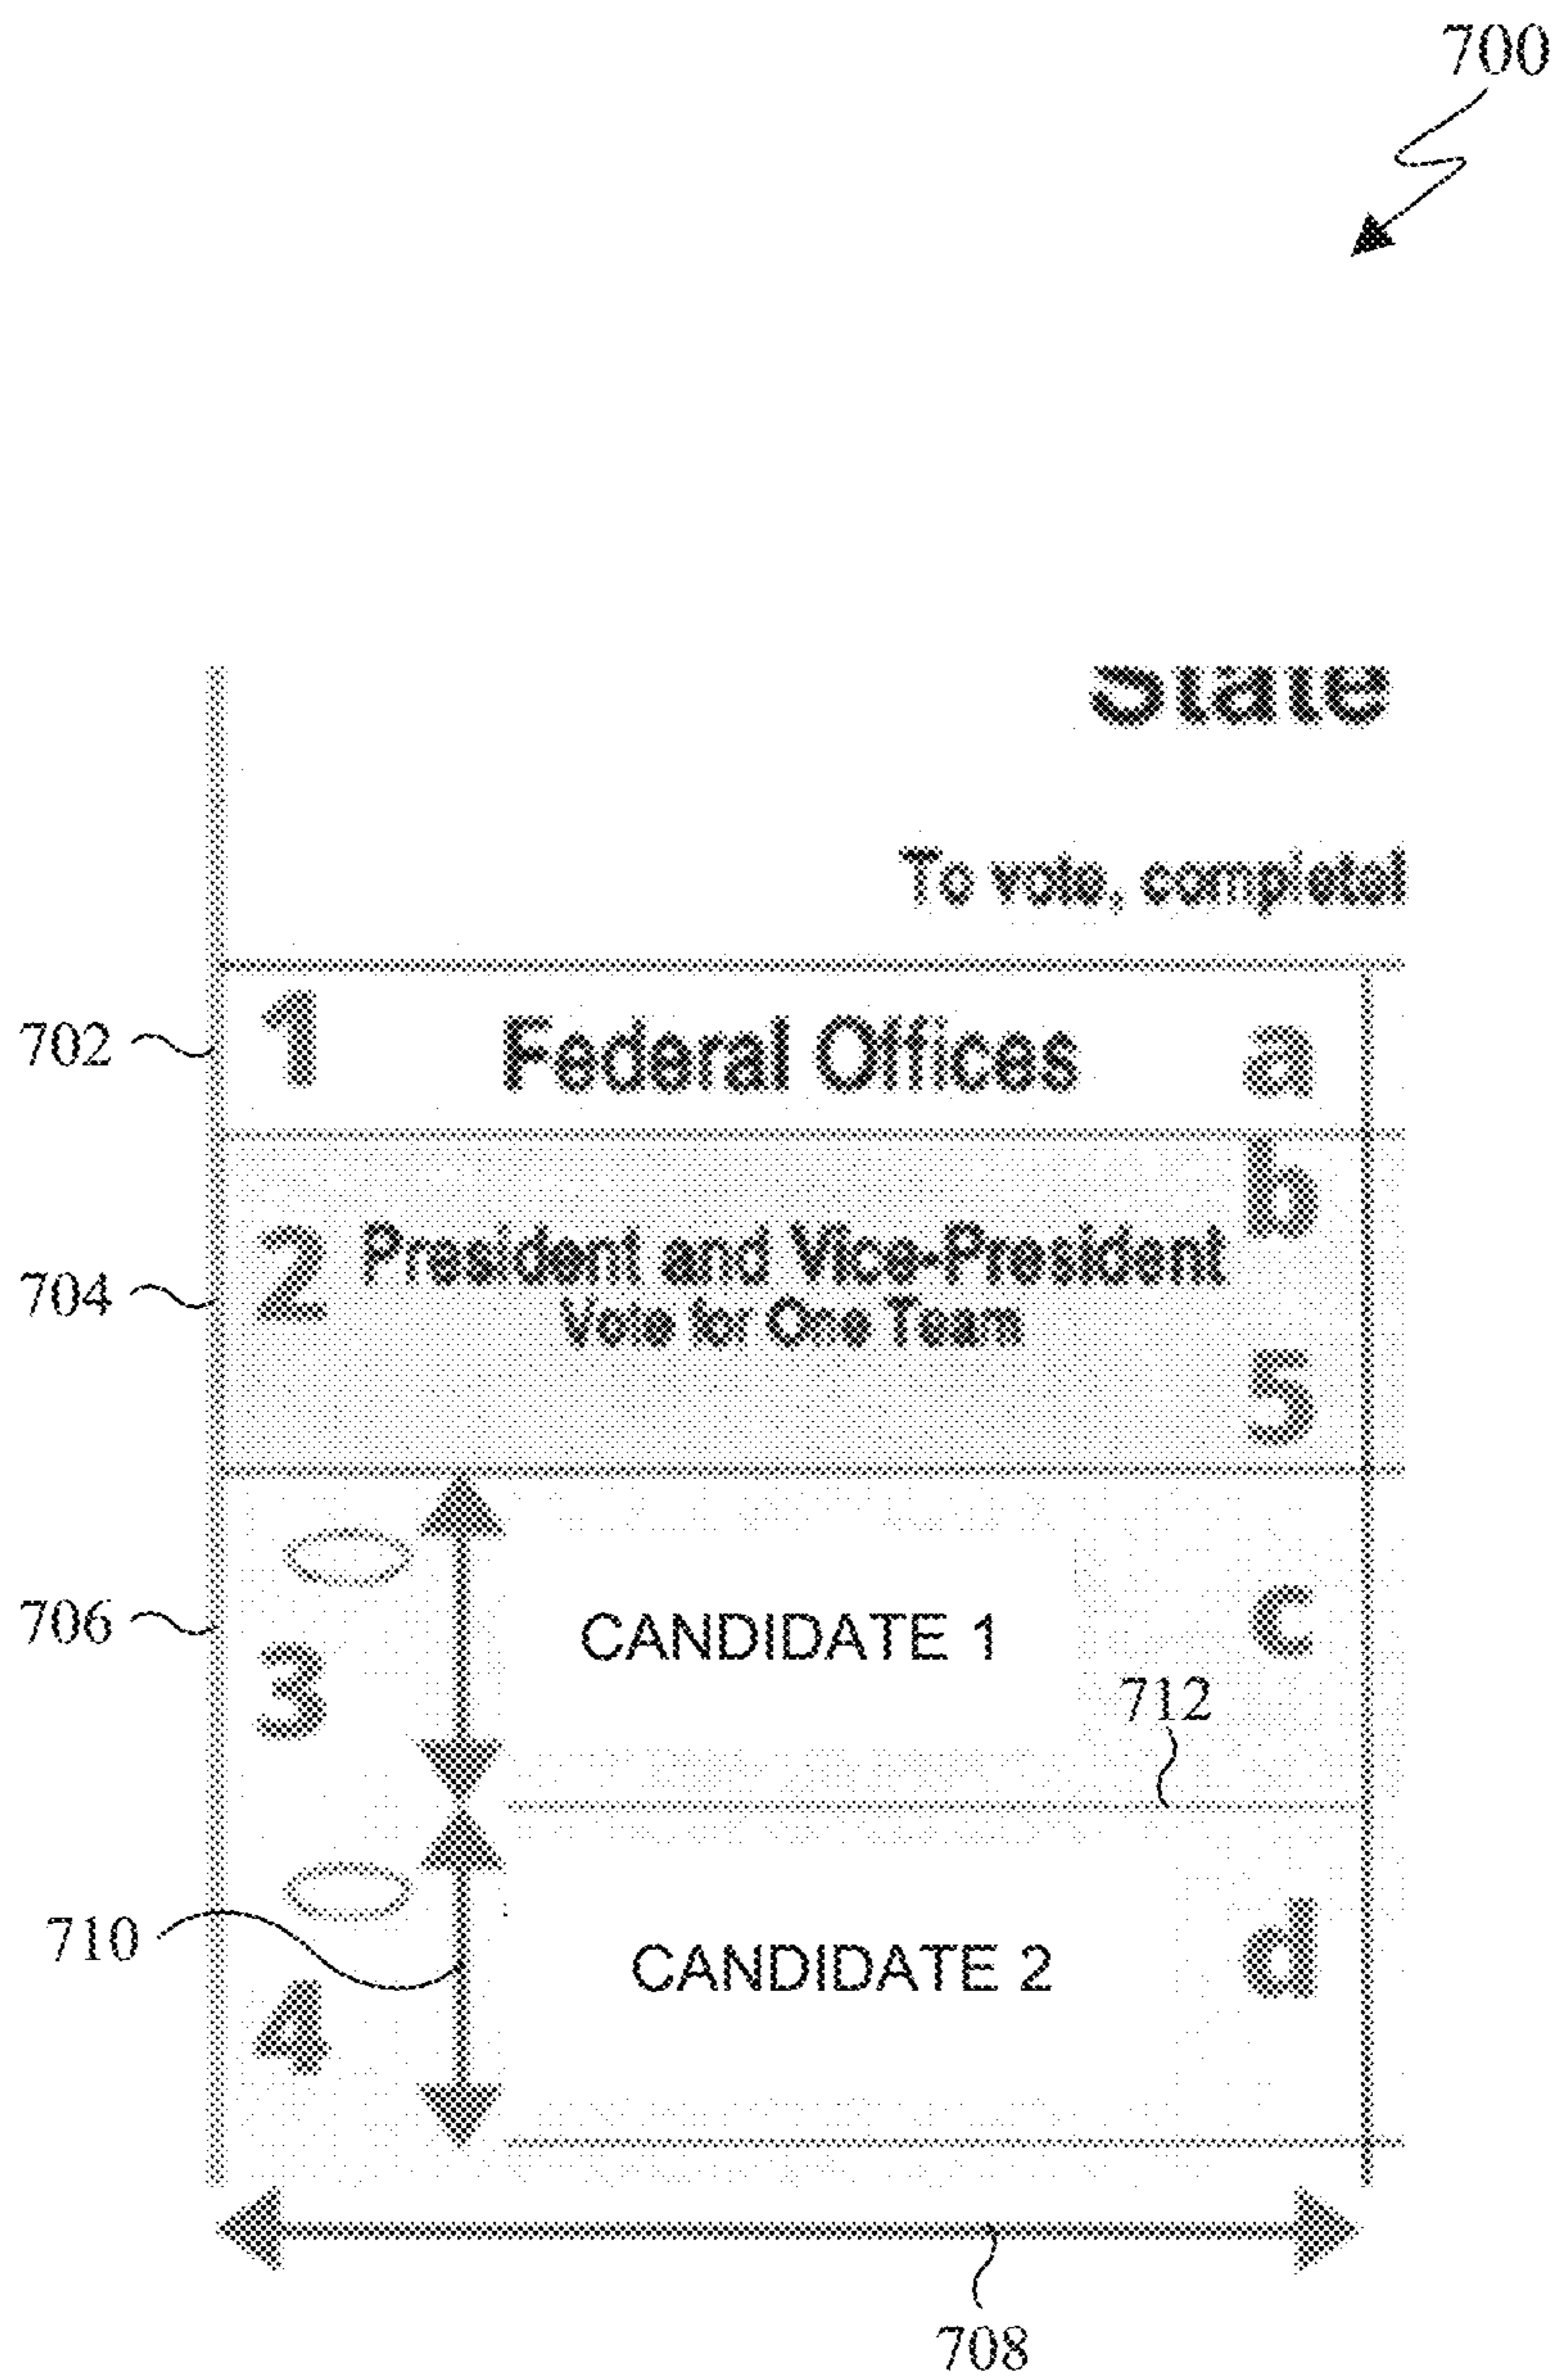 700
State
To vote, completel
702
1 Federal Offices a
704
2 President and Vice-President b
Vote for One Team
5
706
3 CANDIDATE 1 c
712
710
4 CANDIDATE 2 d
708